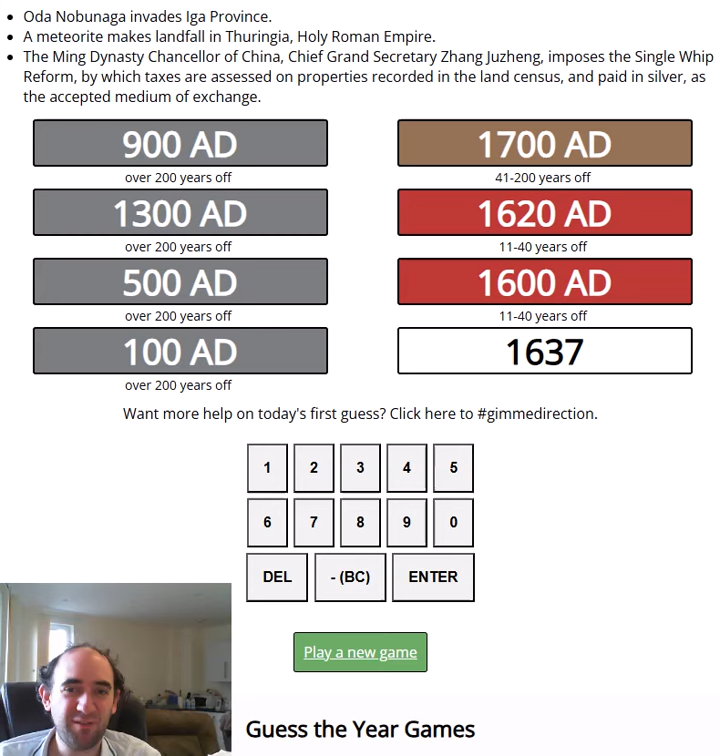 • Oda Nobunaga invades Iga Province.
• A meteorite makes landfall in Thuringia, Holy Roman Empire.
• The Ming Dynasty Chancellor of China, Chief Grand Secretary Zhang Juzheng, imposes the Single Whip
Reform, by which taxes are assessed on properties recorded in the land census, and paid in silver, as
the accepted medium of exchange.
900 AD
over 200 years off
1300 AD
over 200 years off
500 AD
over 200 years off
100 AD
over 200 years off
1700 AD
41-200 years off
1620 AD
11-40 years off
1600 AD
11-40 years off
1637
Want more help on today's first guess? Click here to #gimmedirection.
1 2 3 4 5
6 7 8 9 0
DEL - (BC) ENTER
Play a new game
Guess the Year Games